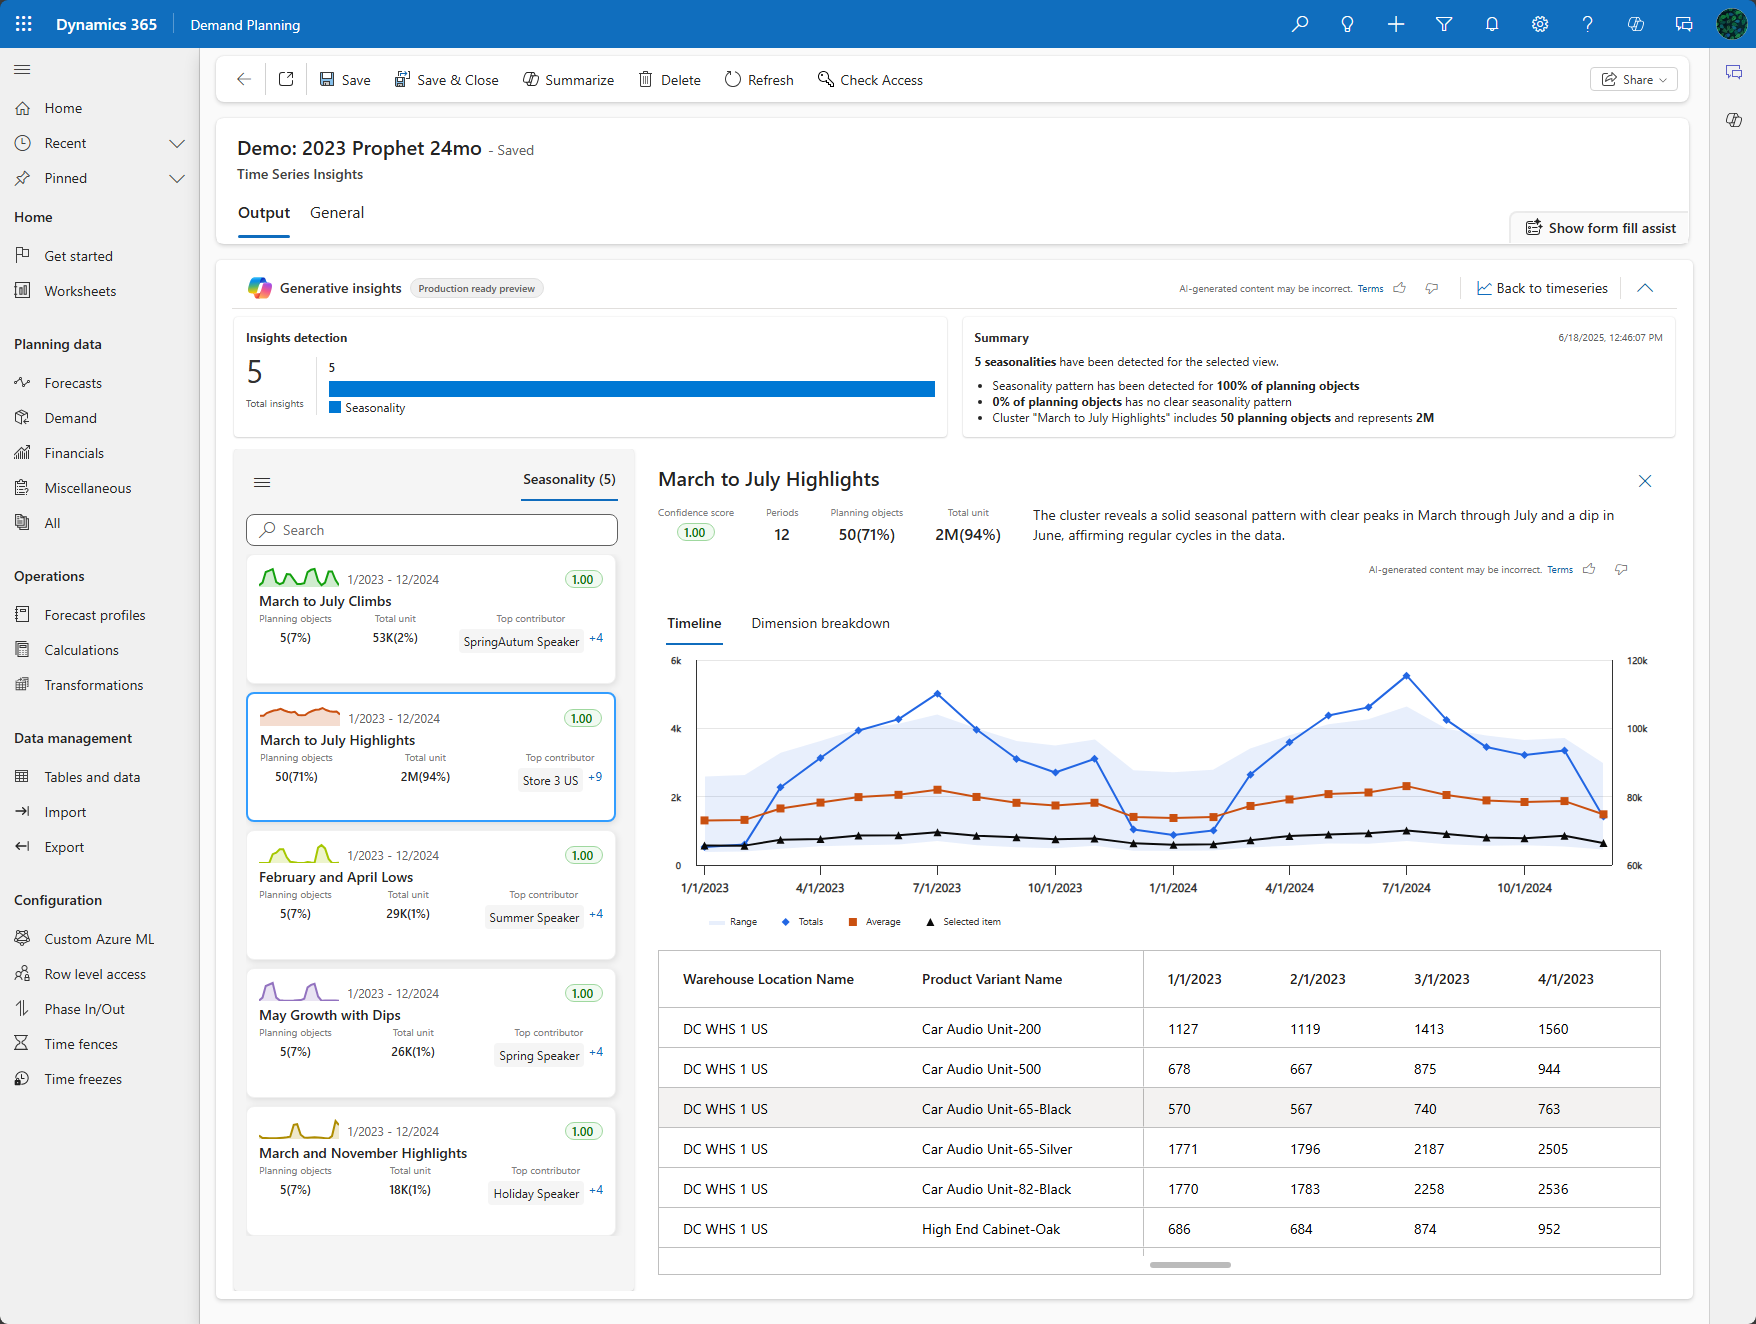 Dynamics 365
Demand Planning
Home
Recent
Pinned
Home
Get started
Worksheets
Planning data
Forecasts
Demand
Financials
Miscellaneous
All
Operations
Forecast profiles
Calculations
Transformations
Data management
Tables and data
Import
Export
Configuration
Custom Azure ML
Row level access
Phase In/Out
Time fences
Time freezes
Save
Save & Close
Summarize
Delete
Refresh
Check Access
Share
Demo: 2023 Prophet 24mo - Saved
Time Series Insights
Output General
Show form fill assist
Generative insights Production ready preview
AI-generated content may be incorrect. Terms
Back to timeseries
Insights detection
5
Total insights
5
Seasonality
Summary
6/18/2025, 12:46:07 PM
5 seasonalities have been detected for the selected view.
• Seasonality pattern has been detected for 100% of planning objects
• 0% of planning objects has no clear seasonality pattern
• Cluster "March to July Highlights" includes 50 planning objects and represents 2M
Seasonality (5)
Search
1/2023 - 12/2024 1.00
March to July Climbs
Planning objects Total unit Top contributor
5(7%) 53K(2%) SpringAutum Speaker +4
1/2023 - 12/2024 1.00
March to July Highlights
Planning objects Total unit Top contributor
50(71%) 2M(94%) Store 3 US +9
1/2023 - 12/2024 1.00
February and April Lows
Planning objects Total unit Top contributor
5(7%) 29K(1%) Summer Speaker +4
1/2023 - 12/2024 1.00
May Growth with Dips
Planning objects Total unit Top contributor
5(7%) 26K(1%) Spring Speaker +4
1/2023 - 12/2024 1.00
March and November Highlights
Planning objects Total unit Top contributor
5(7%) 18K(1%) Holiday Speaker +4
March to July Highlights
Confidence score Periods Planning objects Total unit
1.00 12 50(71%) 2M(94%)
The cluster reveals a solid seasonal pattern with clear peaks in March through July and a dip in
June, affirming regular cycles in the data.
AI-generated content may be incorrect. Terms
Timeline Dimension breakdown
6k 120k
4k 100k
2k 80k
0 60k
1/1/2023 4/1/2023 7/1/2023 10/1/2023 1/1/2024 4/1/2024 7/1/2024 10/1/2024
Range Totals Average Selected item
Warehouse Location Name Product Variant Name 1/1/2023 2/1/2023 3/1/2023 4/1/2023
DC WHS 1 US Car Audio Unit-200 1127 1119 1413 1560
DC WHS 1 US Car Audio Unit-500 678 667 875 944
DC WHS 1 US Car Audio Unit-65-Black 570 567 740 763
DC WHS 1 US Car Audio Unit-65-Silver 1771 1796 2187 2505
DC WHS 1 US Car Audio Unit-82-Black 1770 1783 2258 2536
DC WHS 1 US High End Cabinet-Oak 686 684 874 952